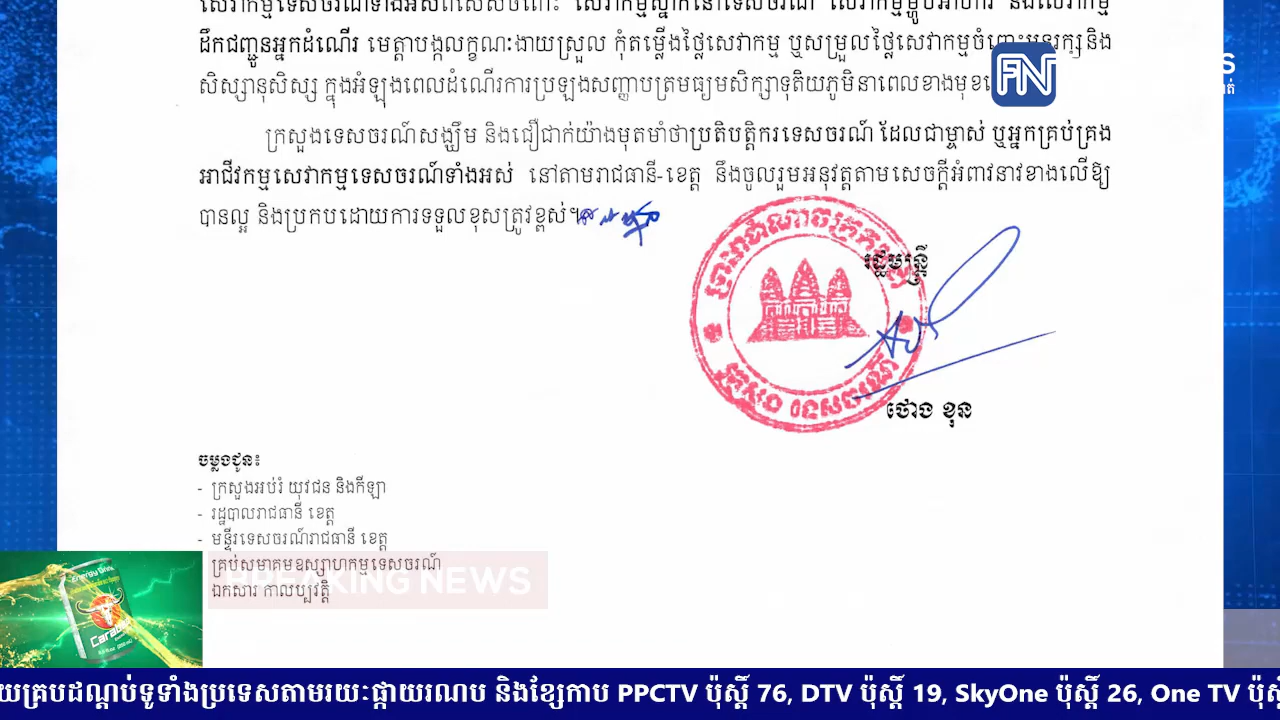 សេវាកម្មទេសចរណ៍ទាំងអស់ពិសេសចំពោះ សេវាកម្មស្នាក់នៅទេសចរណ៍ សេវាកម្មម្ហូបអាហារ និងសេវាកម្ម
ដឹកជញ្ជូនអ្នកដំណើរ មេត្តាបង្កលក្ខណៈងាយស្រួល កុំតម្លើងថ្លៃសេវាកម្ម ឬសម្រួលថ្លៃសេវាកម្មចំពោះ
សិស្សានុសិស្ស ក្នុងអំឡុងពេលដំណើរការប្រឡងសញ្ញាបត្រមធ្យមសិក្សាទុតិយភូមិនាពេលខាងមុខ
FN
ក្រសួងទេសចរណ៍សង្ឃឹម និងជឿជាក់យ៉ាងមុតមាំថាប្រតិបត្តិករទេសចរណ៍ ដែលជាម្ចាស់ ឬអ្នកគ្រប់គ្រង
អាជីវកម្មសេវាកម្មទេសចរណ៍ទាំងអស់ នៅតាមរាជធានី-ខេត្ត នឹងចូលរួមអនុវត្តតាមសេចក្តីអំពាវនាវខាងលើឱ្យ
បានល្អ និងប្រកបដោយការទទួលខុសត្រូវខ្ពស់។
រដ្ឋមន្ត្រី
ក្រសួង ទេសចរណ៍
ថោង ខុន
ចម្លងជូន៖
- ក្រសួងអប់រំ យុវជន និងកីឡា
- រដ្ឋបាលរាជធានី ខេត្ត
- មន្ទីរទេសចរណ៍រាជធានី ខេត្ត
គ្រប់សមាគមឧស្សាហកម្មទេសចរណ៍
ឯកសារ កាលប្បវត្តិ
BREAKING NEWS
Energy Drink
Carabao
យគ្របដណ្តប់ទូទាំងប្រទេសតាមរយៈផ្កាយរណប និងខ្សែកាប PPCTV ប៉ុស្តិ៍ 76, DTV ប៉ុស្តិ៍ 19, SkyOne ប៉ុស្តិ៍ 26, One TV ប៉ុស្តិ៍